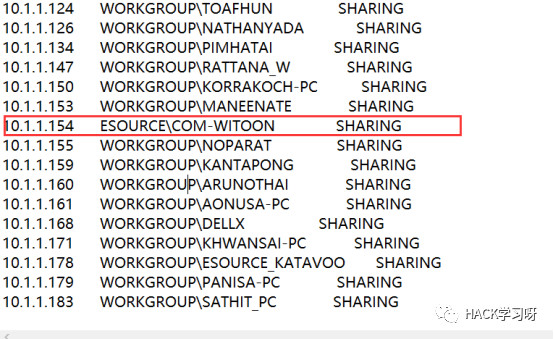 10.1.1.124 WORKGROUP\TOAFHUN SHARING
10.1.1.126 WORKGROUP\NATHANYADA SHARING
10.1.1.134 WORKGROUP\PIMHATAI SHARING
10.1.1.147 WORKGROUP\RATTANA_W SHARING
10.1.1.150 WORKGROUP\KORRAKOCH-PC SHARING
10.1.1.153 WORKGROUP\MANEENATE SHARING
10.1.1.154 ESOURCE\COM-WITOON SHARING
10.1.1.155 WORKGROUP\NOPARAT SHARING
10.1.1.159 WORKGROUP\KANTAPONG SHARING
10.1.1.160 WORKGROUP\ARUNOTHAI SHARING
10.1.1.161 WORKGROUP\AONUSA-PC SHARING
10.1.1.168 WORKGROUP\DELLX SHARING
10.1.1.171 WORKGROUP\KHWANSAI-PC SHARING
10.1.1.178 WORKGROUP\ESOURCE_KATAVOO SHARING
10.1.1.179 WORKGROUP\PANISA-PC SHARING
10.1.1.183 WORKGROUP\SATHIT_PC SHARING
HACK学习呀